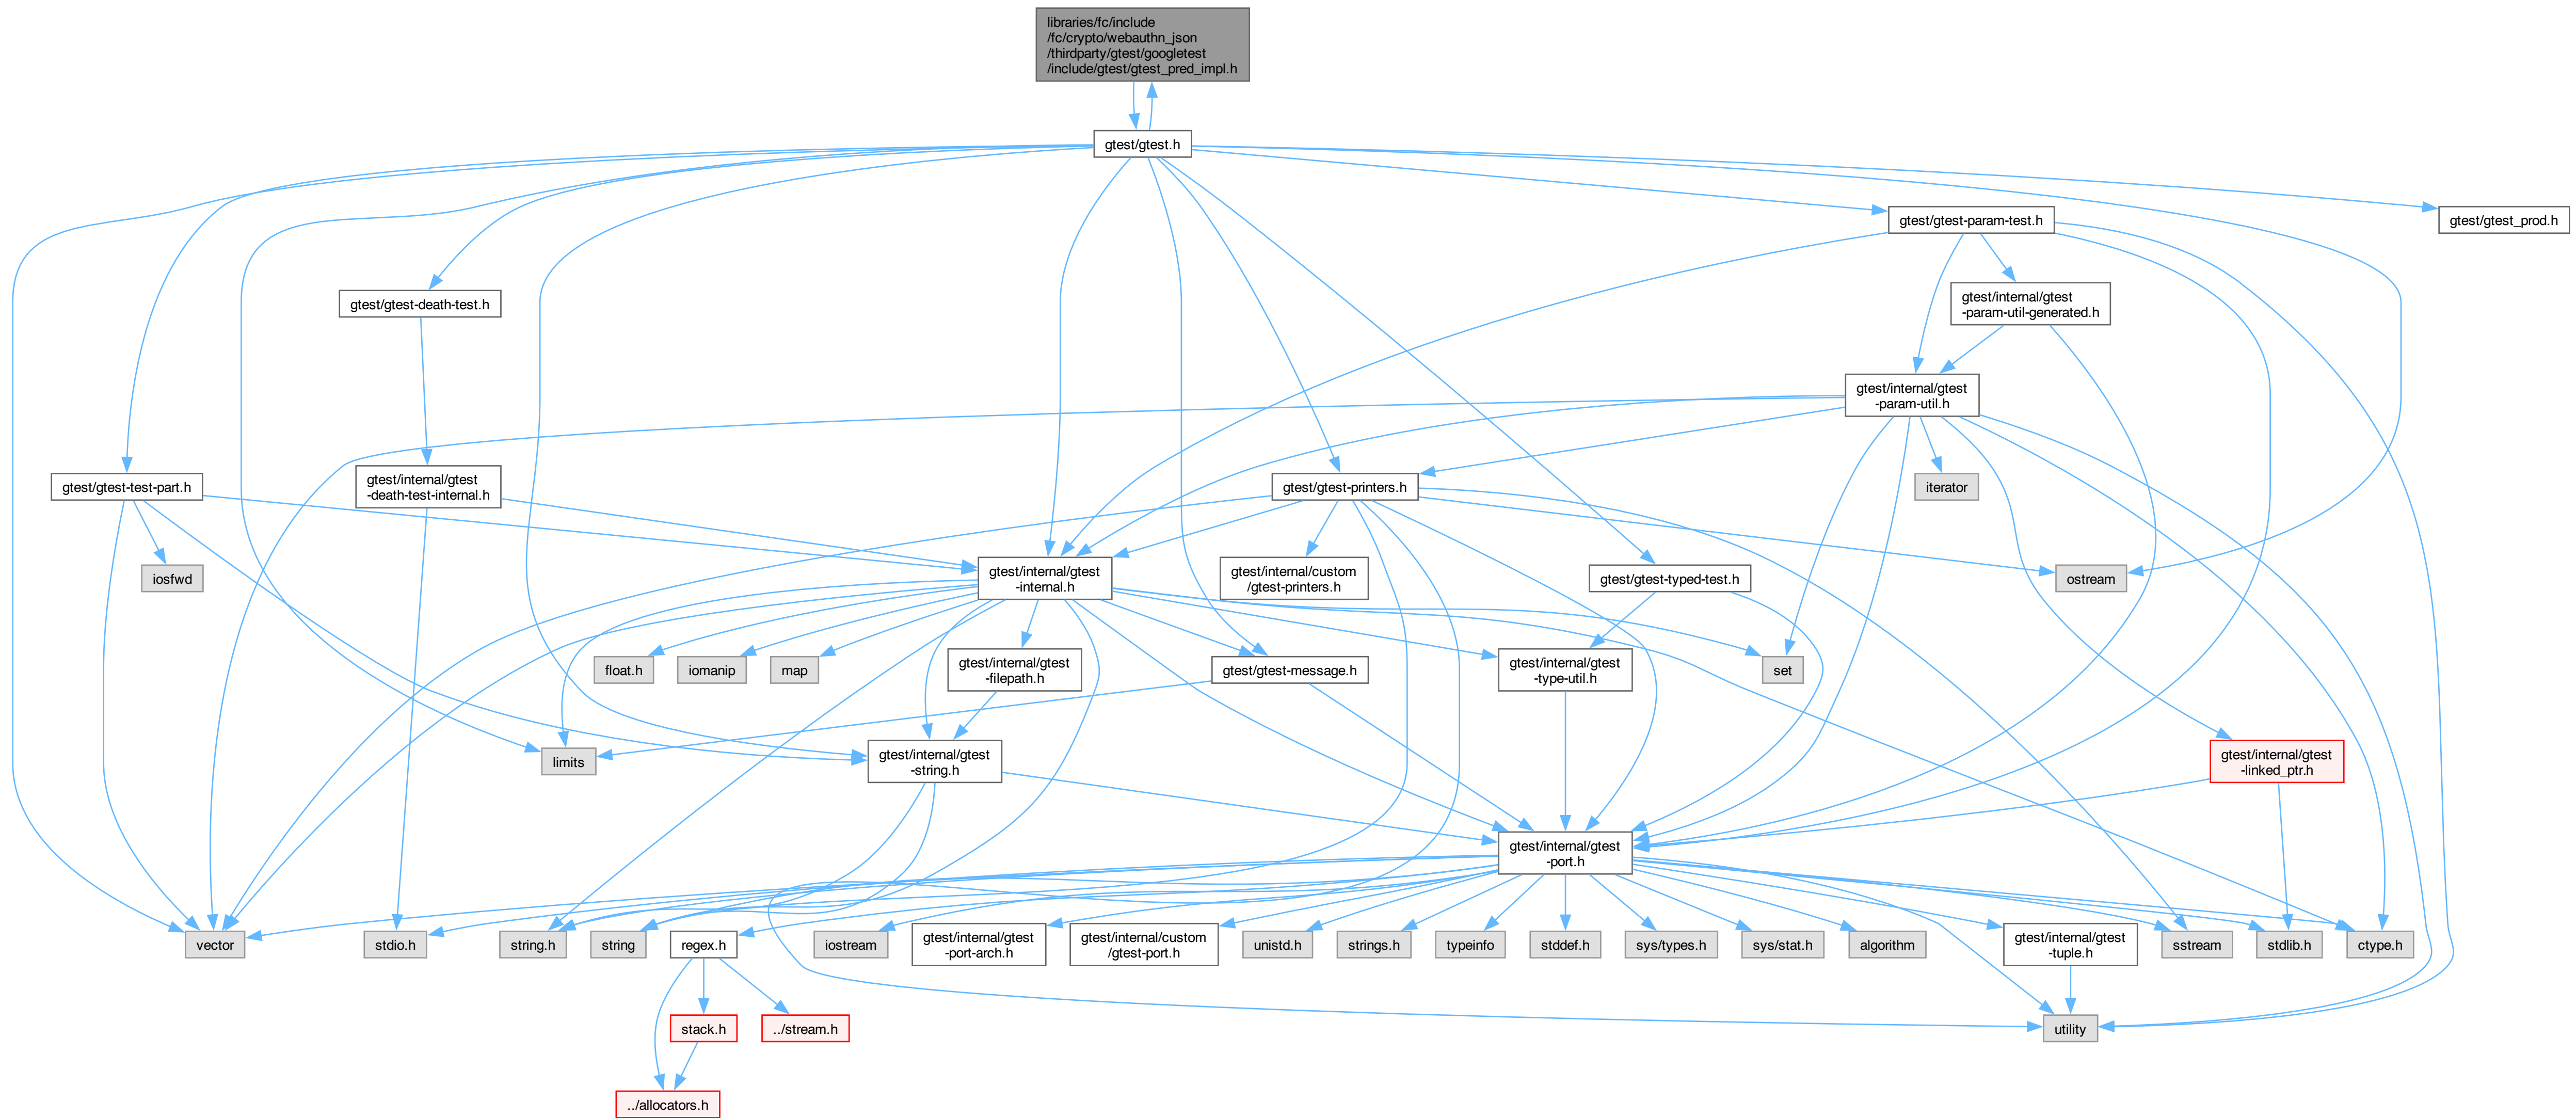 libraries/fc/include
/fc/crypto/webauthn_json
/thirdparty/gtest/googletest
/include/gtest/gtest_pred_impl.h
gtest/gtest.h
gtest/gtest-param-test.h
gtest/gtest_prod.h
gtest/gtest-death-test.h
gtest/internal/gtest
-param-util-generated.h
gtest/internal/gtest
-param-util.h
gtest/gtest-test-part.h
gtest/internal/gtest
-death-test-internal.h
gtest/gtest-printers.h
iterator
iosfwd
gtest/internal/gtest
-internal.h
gtest/internal/custom
/gtest-printers.h
gtest/gtest-typed-test.h
ostream
float.h
iomanip
map
gtest/internal/gtest
-filepath.h
gtest/gtest-message.h
gtest/internal/gtest
-type-util.h
set
limits
gtest/internal/gtest
-string.h
gtest/internal/gtest
-linked_ptr.h
gtest/internal/gtest
-port.h
vector
stdio.h
string.h
string
regex.h
iostream
gtest/internal/gtest
-port-arch.h
gtest/internal/custom
/gtest-port.h
unistd.h
strings.h
typeinfo
stddef.h
sys/types.h
sys/stat.h
algorithm
gtest/internal/gtest
-tuple.h
sstream
stdlib.h
ctype.h
stack.h
../stream.h
utility
../allocators.h